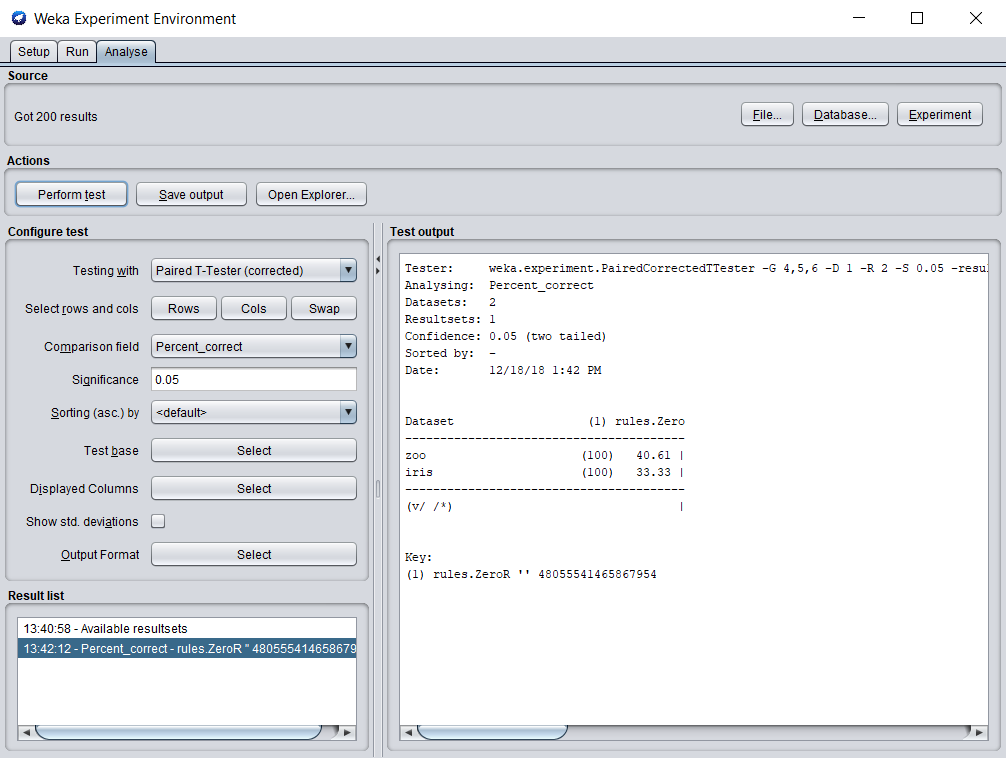 Weka Experiment Environment
Setup Run Analyse
Source
Got 200 results
File... Database... Experiment
Actions
Perform test Save output Open Explorer...
Configure test
Testing with Paired T-Tester (corrected)
Select rows and cols Rows Cols Swap
Comparison field Percent_correct
Significance 0.05
Sorting (asc.) by <default>
Test base Select
Displayed Columns Select
Show std. deviations
Output Format Select
Result list
13:40:58 - Available resultsets
13:42:12 - Percent_correct - rules.ZeroR '' 480555414658679
Test output
Tester: weka.experiment.PairedCorrectedTTester -G 4,5,6 -D 1 -R 2 -S 0.05 -resul
Analysing: Percent_correct
Datasets: 2
Resultsets: 1
Confidence: 0.05 (two tailed)
Sorted by: -
Date: 12/18/18 1:42 PM
Dataset (1) rules.Zero
----------------------------------------
zoo (100) 40.61 |
iris (100) 33.33 |
----------------------------------------
(v/ /*) |
Key:
(1) rules.ZeroR '' 48055541465867954